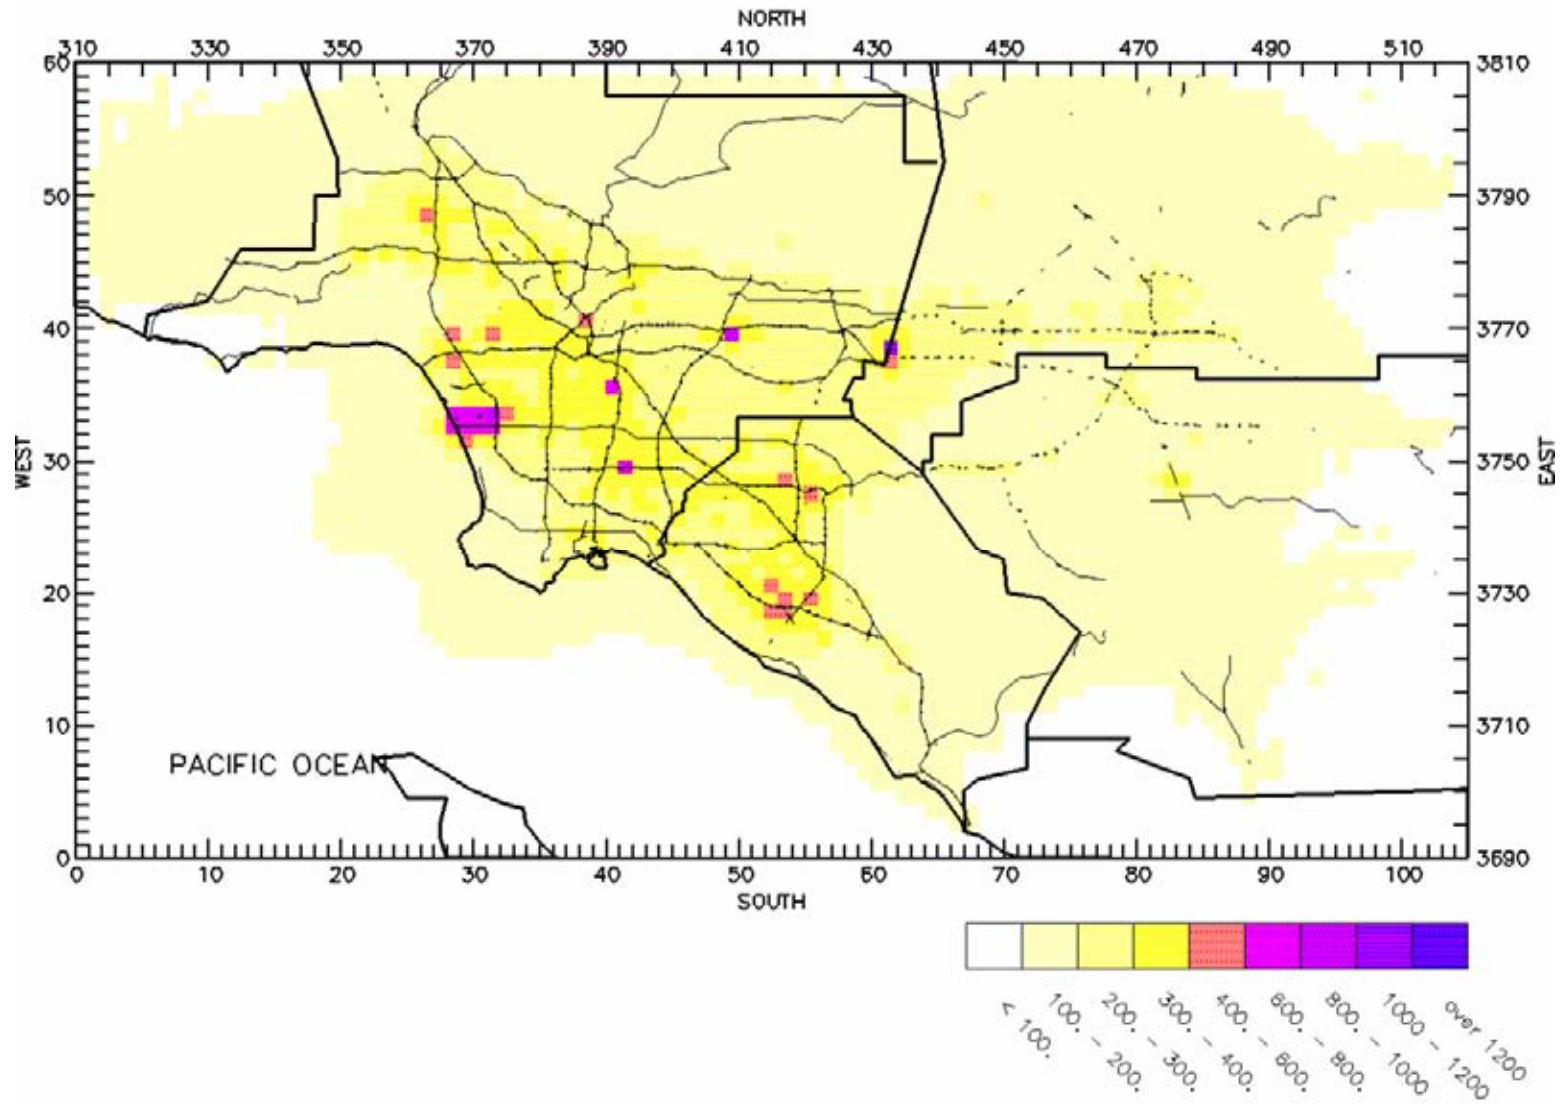 NORTH
310 330 350 370 390 410 430 450 470 490 510
60 3810
50 3790
40 3770
WEST
30 3750
EAST
20 3730
10 3710
PACIFIC OCEAN
0 3690
0 10 20 30 40 50 60 70 80 90 100
SOUTH
< 100.
100. – 200.
200. – 300.
300. – 400.
400. – 600.
600. – 800.
800. – 1000
1000 – 1200
over 1200